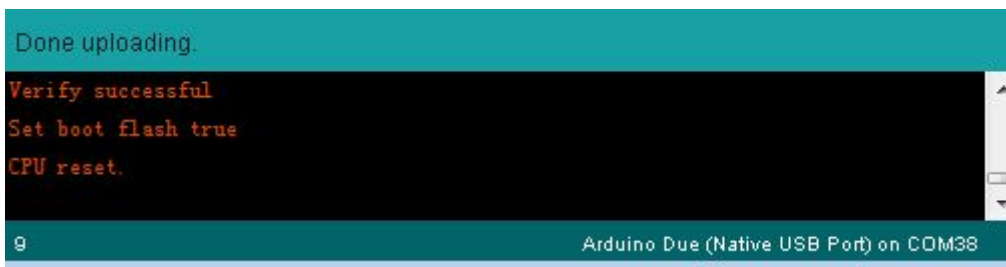 Done uploading.
Verify successful
Set boot flash true
CPU reset.
9
Arduino Due (Native USB Port) on COM38